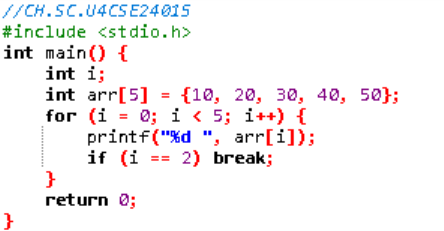 //CH.SC.U4CSE24015
#include <stdio.h>
int main() {
    int i;
    int arr[5] = {10, 20, 30, 40, 50};
    for (i = 0; i < 5; i++) {
        printf("%d ", arr[i]);
        if (i == 2) break;
    }
    return 0;
}